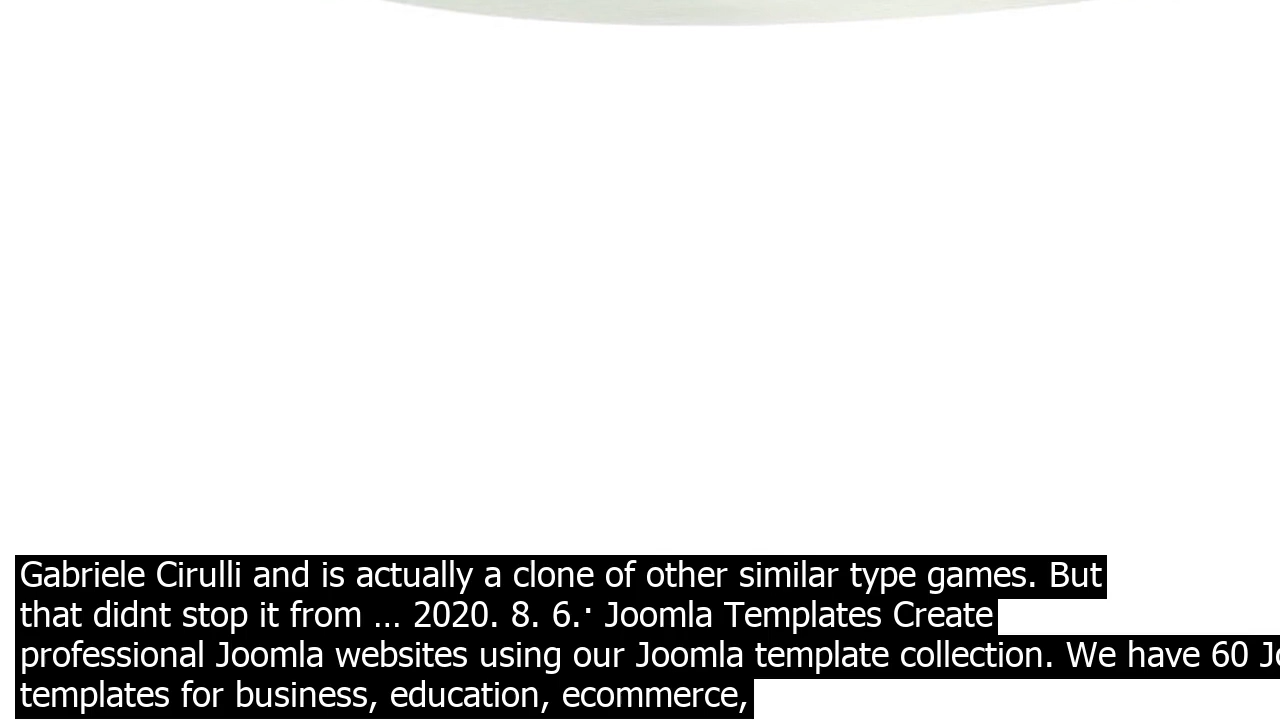 Gabriele Cirulli and is actually a clone of other similar type games. But
that didnt stop it from ... 2020. 8. 6.· Joomla Templates Create
professional Joomla websites using our Joomla template collection. We have 60
templates for business, education, ecommerce,